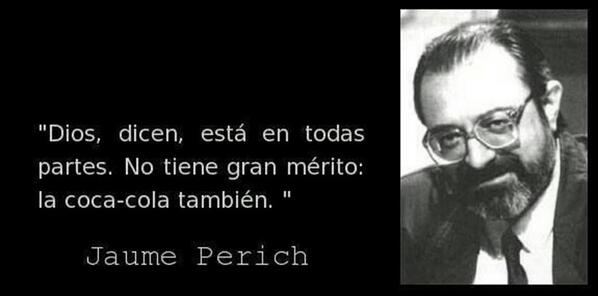 "Dios, dicen, está en todas
partes. No tiene gran mérito:
la coca-cola también. "
Jaume Perich